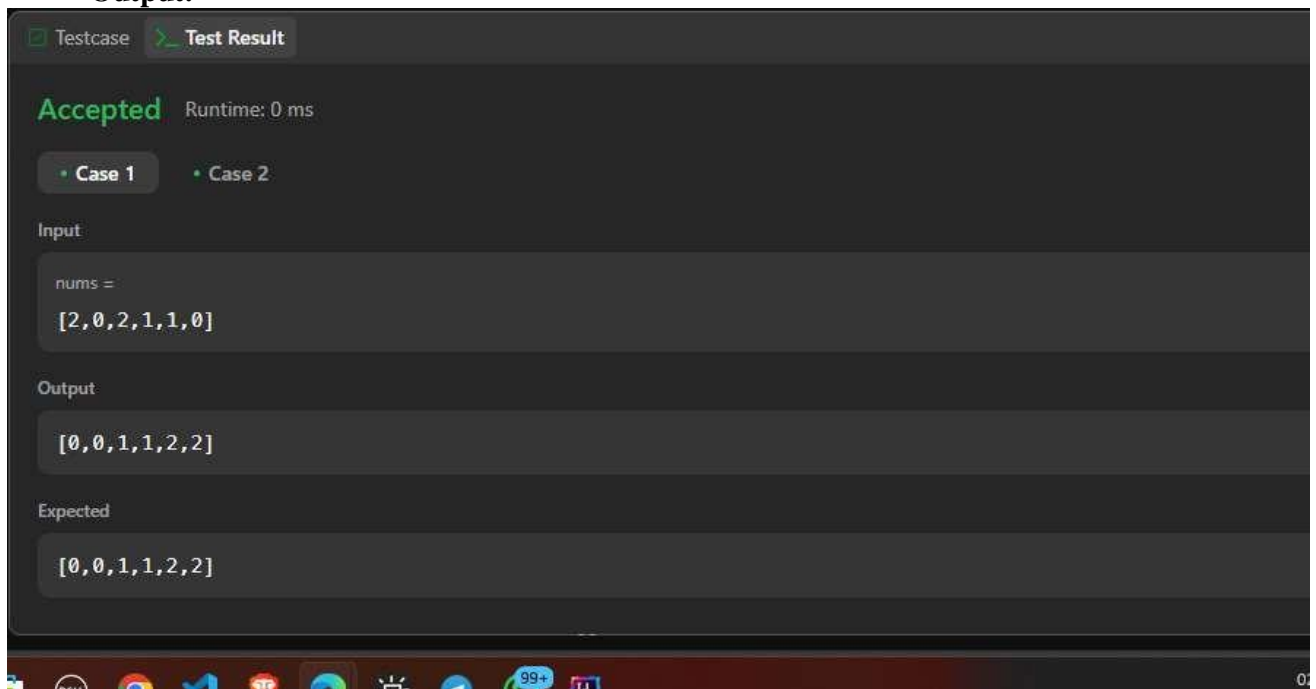 Output:
Testcase >_ Test Result
Accepted Runtime: 0 ms
• Case 1 • Case 2
Input
nums =
[2,0,2,1,1,0]
Output
[0,0,1,1,2,2]
Expected
[0,0,1,1,2,2]
99+